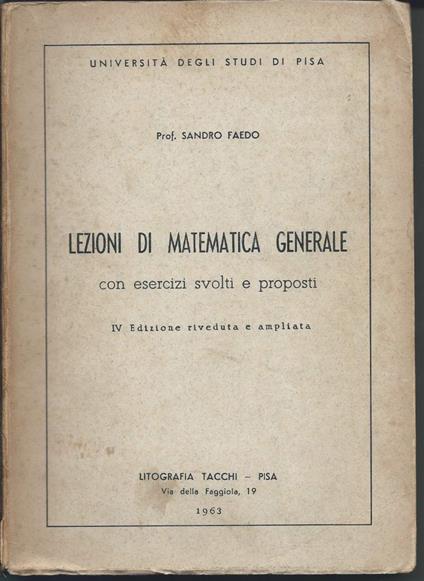 UNIVERSITÀ DEGLI STUDI DI PISA
Prof. SANDRO FAEDO
LEZIONI DI MATEMATICA GENERALE
con esercizi svolti e proposti
IV Edizione riveduta e ampliata
LITOGRAFIA TACCHI – PISA
Via della Faggiola, 19
1963